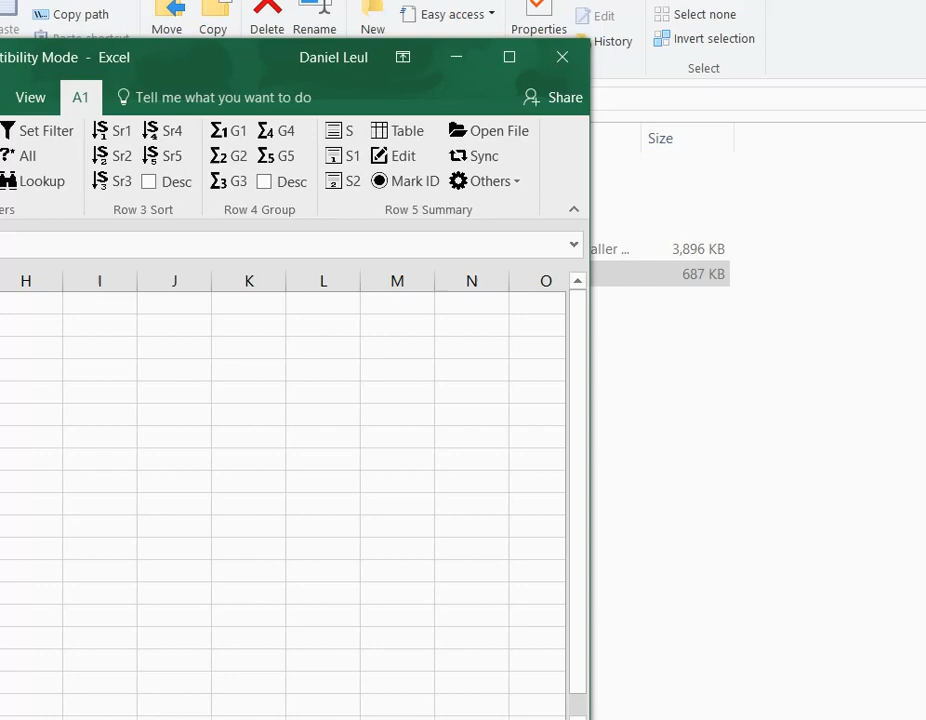 Copy path
Easy access
Edit
Select none
Move
Copy
Delete
Rename
New
Properties
History
Invert selection
Select
tibility Mode - Excel
Daniel Leul
View
A1
Tell me what you want to do
Share
Set Filter
Sr1
Sr4
G1
G4
S
Table
Open File
Size
All
Sr2
Sr5
G2
G5
S1
Edit
Sync
Lookup
Sr3
Desc
G3
Desc
S2
Mark ID
Others
ers
Row 3 Sort
Row 4 Group
Row 5 Summary
aller ...
3,896 KB
687 KB
H
I
J
K
L
M
N
O